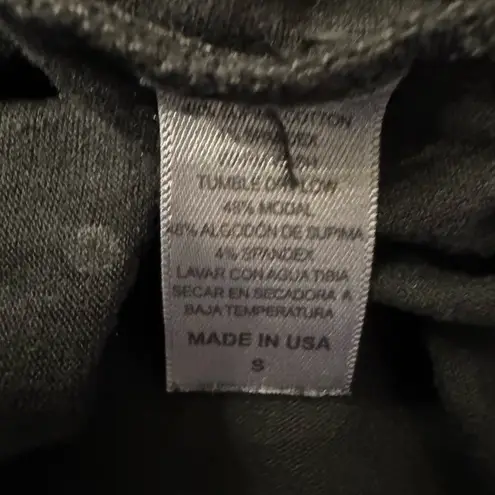 COTTON
TUMBLE DRY LOW
48% MODAL
48% ALGODON DE SUPIMA
4% SPANDEX
LAVAR CON AGUA TIBIA
SECAR EN SECADORA A
BAJA TEMPERATURA
MADE IN USA
S